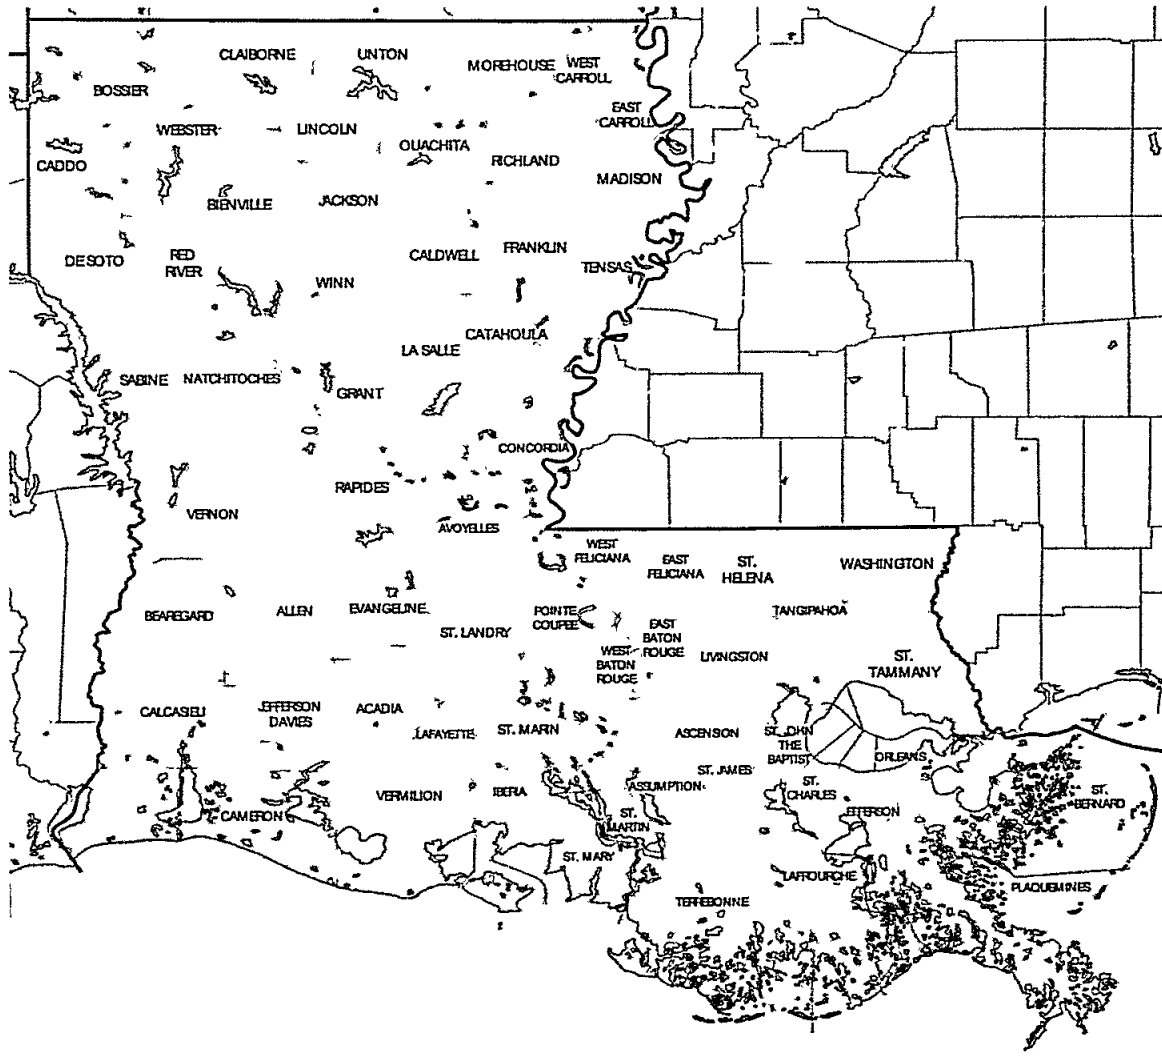 CLAIBORNE
UNTON
MOREHOUSE
WEST
CARROLL
BOSSIER
EAST
CARROLL
WEBSTER
LINCOLN
OUACHITA
RICHLAND
CADDO
MADISON
BIENVILLE
JACKSON
DESOTO
RED
RIVER
CALDWELL
FRANKLIN
TENSAS
WINN
CATAHOULA
LA SALLE
SABINE
NATCHITOCHES
GRANT
CONCORDIA
RAPIDES
VERNON
AVOYELLES
WEST
FELICIANA
EAST
FELICIANA
ST.
HELENA
WASHINGTON
BEAREGARD
ALLEN
EVANGELINE
POINTE
COUPEE
TANGIPAHOA
ST. LANDRY
EAST
BATON
ROUGE
WEST
BATON
ROUGE
LIVINGSTON
ST.
TAMMANY
CALCASIEU
JEFFERSON
DAVIES
ACADIA
LAFAYETTE
ST. MARIN
ASCENSION
ST. JOHN
THE
BAPTIST
ORLEANS
ST. JAMES
VERMILION
IBERIA
ASSUMPTION
ST.
CHARLES
ST.
BERNARD
CAMERON
ST.
MARTIN
JEFFERSON
ST. MARY
LAFROURCHE
PLAQUEMINES
TERREBONNE